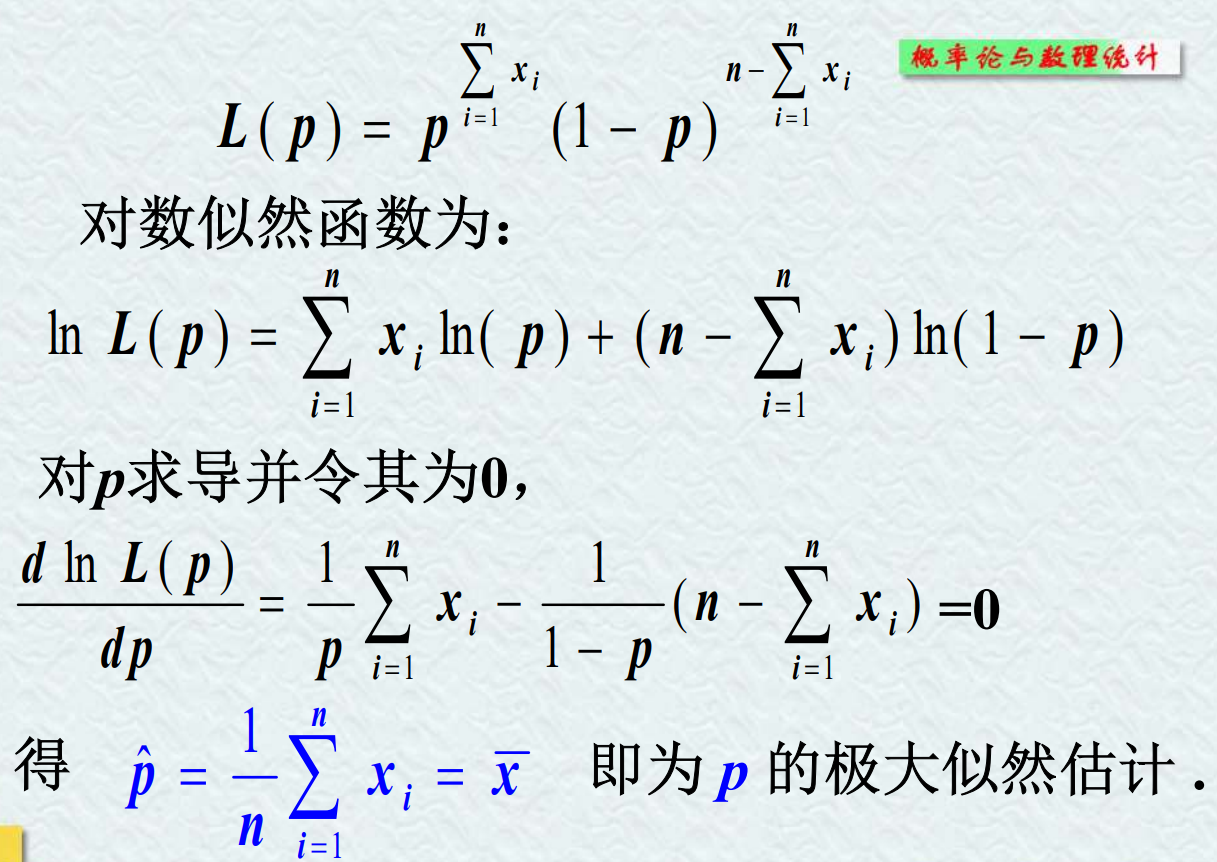 概率论与数理统计
L(p) = p^{\sum_{i=1}^{n} x_i} (1 - p)^{n - \sum_{i=1}^{n} x_i}
对数似然函数为：
ln L(p) = \sum_{i=1}^{n} x_i ln(p) + (n - \sum_{i=1}^{n} x_i) ln(1 - p)
对p求导并令其为0，
\frac{d ln L(p)}{dp} = \frac{1}{p} \sum_{i=1}^{n} x_i - \frac{1}{1 - p} (n - \sum_{i=1}^{n} x_i) =0
得 \hat{p} = \frac{1}{n} \sum_{i=1}^{n} x_i = \overline{x} 即为 p 的极大似然估计 .